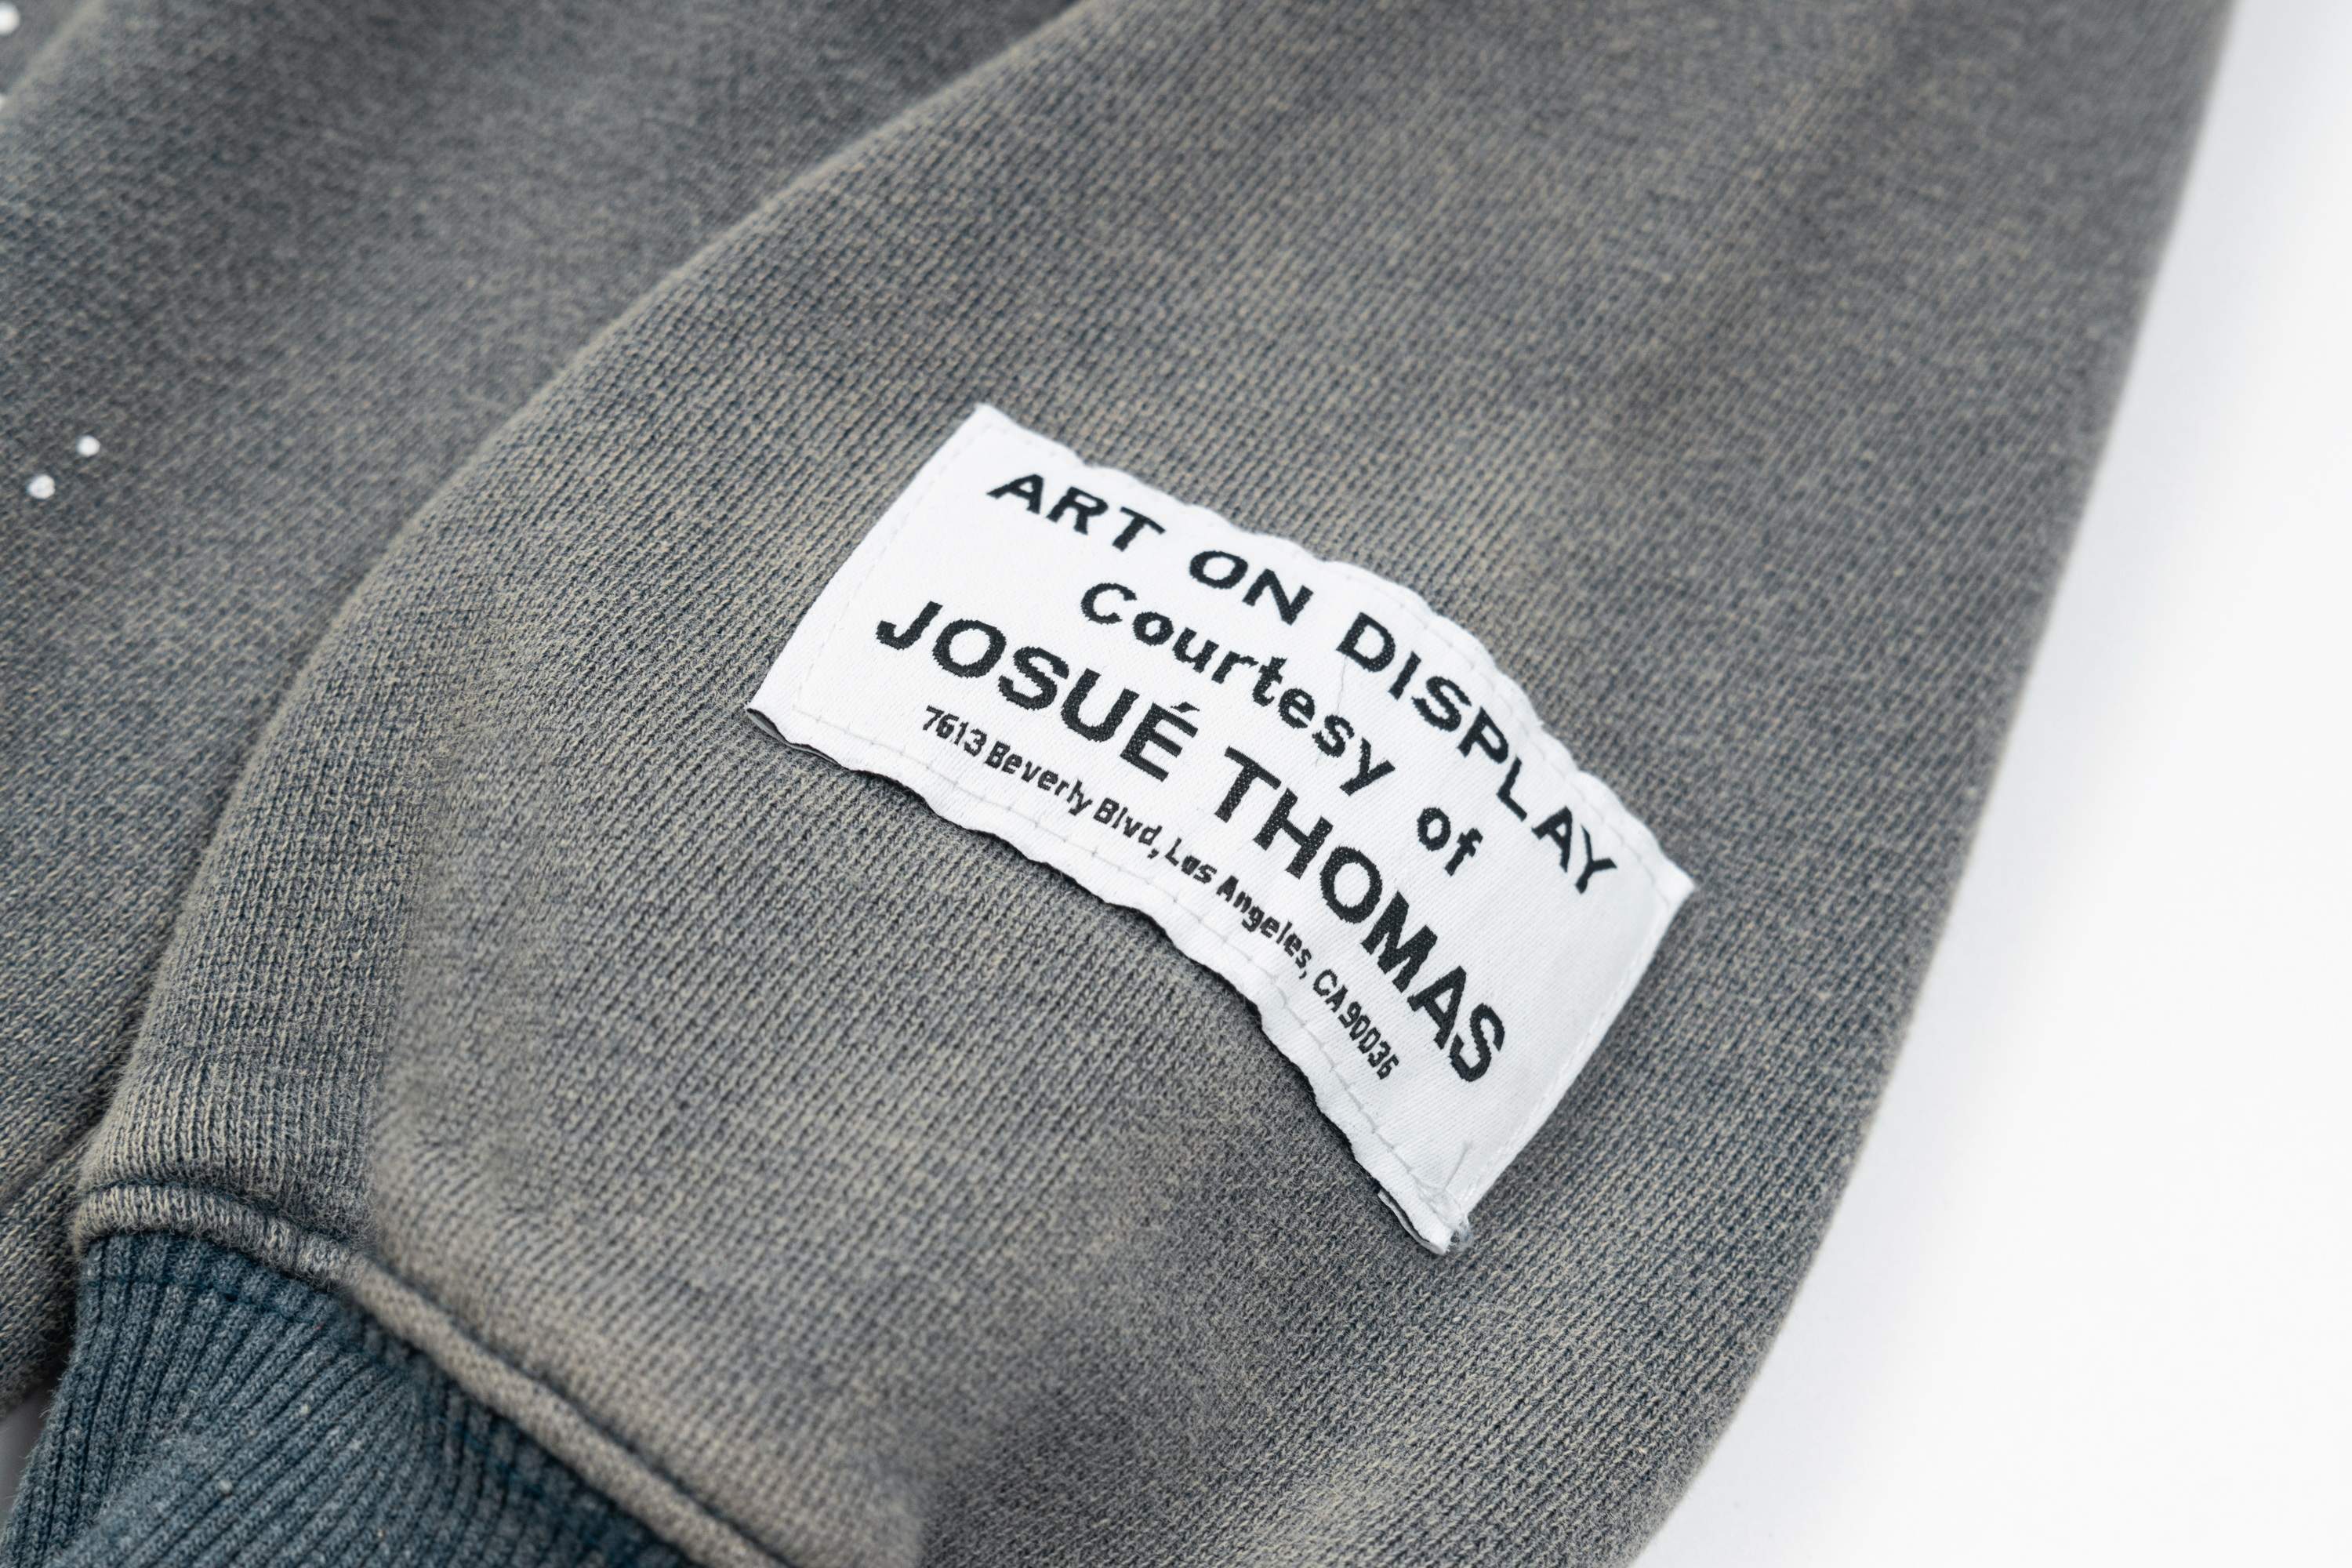 ART ON DISPLAY
Courtesy of
JOSUÉ THOMAS
7613 Beverly Blvd, Los Angeles, CA 90036